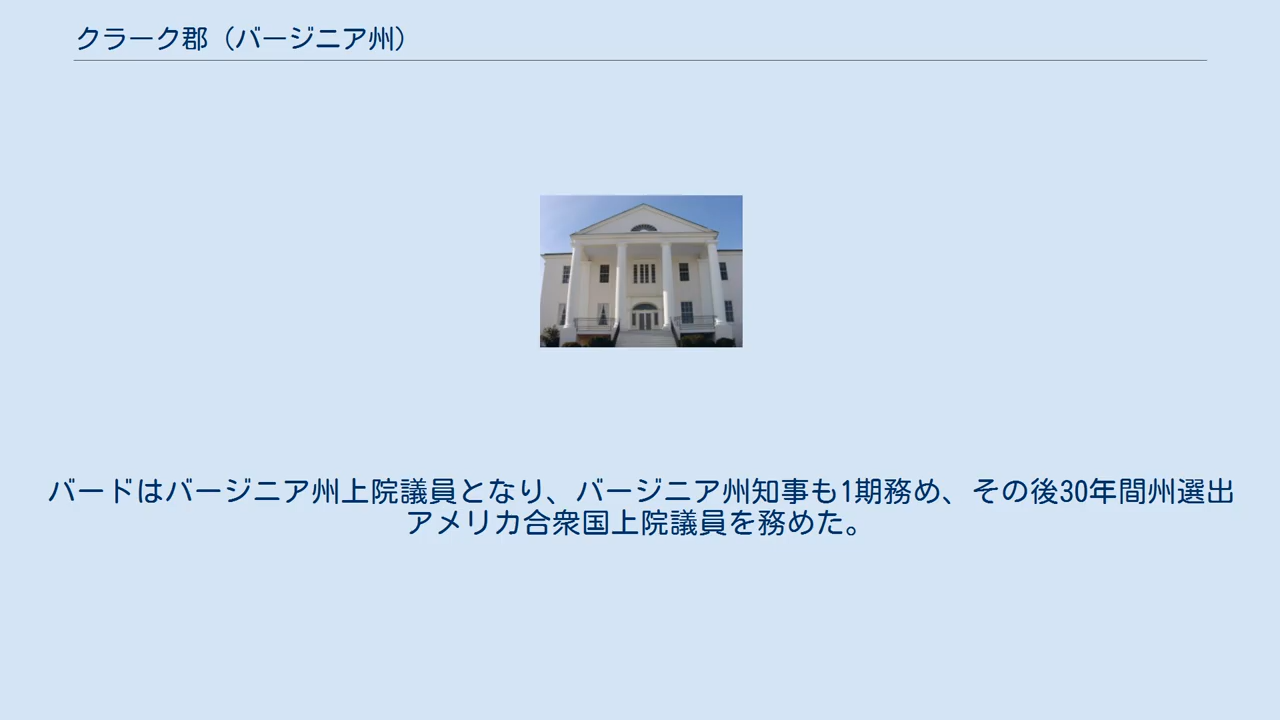 クラーク郡（バージニア州）
バードはバージニア州上院議員となり、バージニア州知事も1期務め、その後30年間州選出
アメリカ合衆国上院議員を務めた。